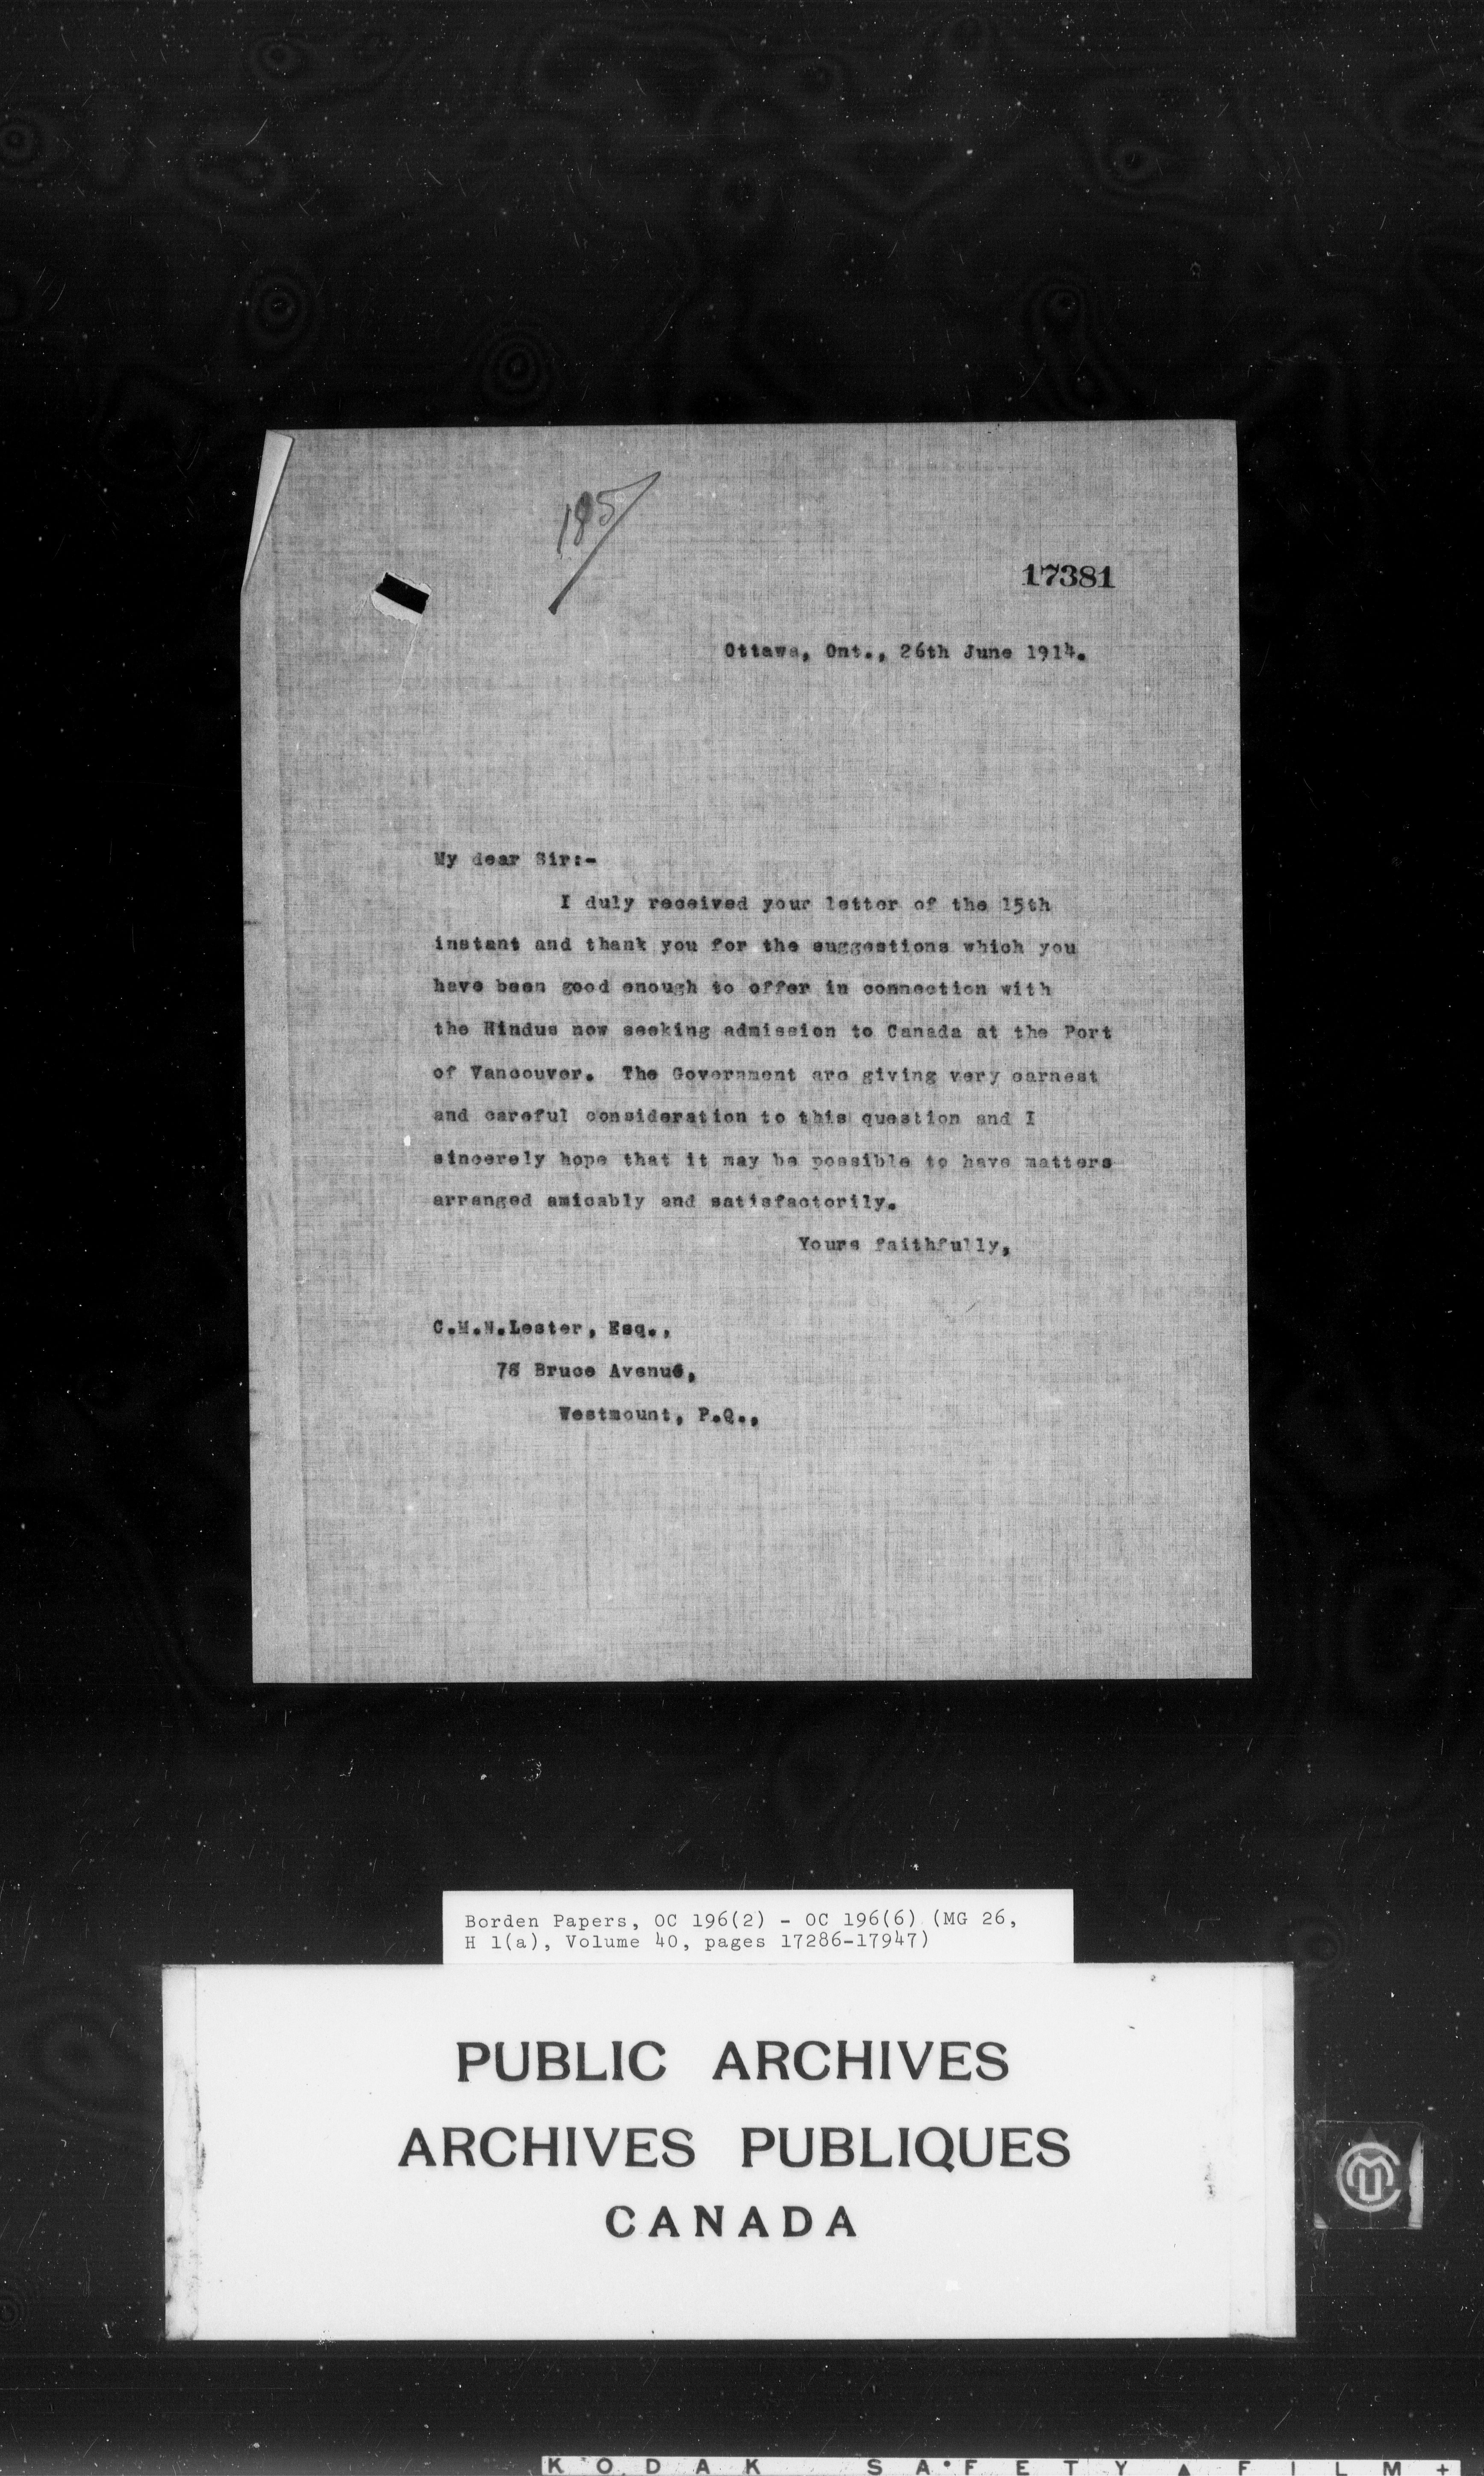 185
17381
Ottawa, Ont., 26th June 1914.
My dear Sir:-
I duly received your letter of the 15th
instant and thank you for the suggestions which you
have been good enough to offer in connection with
the Hindus now seeking admission to Canada at the Port
of Vancouver. The Government are giving very earnest
and careful consideration to this question and I
sincerely hope that it may be possible to have matters
arranged amicably and satisfactorily.
Yours faithfully,
C.M.N.Lester, Esq.,
78 Bruce Avenue,
Westmount, P.Q.,
Borden Papers, OC 196(2) - OC 196(6) (MG 26,
H 1(a), Volume 40, pages 17286-17947)
PUBLIC ARCHIVES
ARCHIVES PUBLIQUES
CANADA
KODAK SAFETY FILM